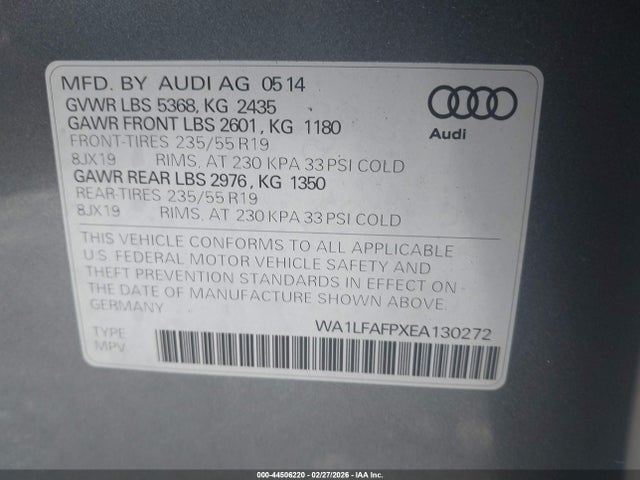 MFD. BY AUDI AG 0514
GVWR LBS 5368, KG 2435
GAWR FRONT LBS 2601, KG 1180
FRONT-TIRES 235/55 R19
8JX19 RIMS, AT 230 KPA 33 PSI COLD
GAWR REAR LBS 2976, KG 1350
REAR-TIRES 235/55 R19
8JX19 RIMS, AT 230 KPA 33 PSI COLD
Audi
THIS VEHICLE CONFORMS TO ALL APPLICABLE
U.S. FEDERAL MOTOR VEHICLE SAFETY AND
THEFT PREVENTION STANDARDS IN EFFECT ON
THE DATE OF MANUFACTURE SHOWN ABOVE.
GERMANY
WA1LFAFPXEA130272
TYPE
MPV
000-44506220 - 02/27/2026 - IAA Inc.